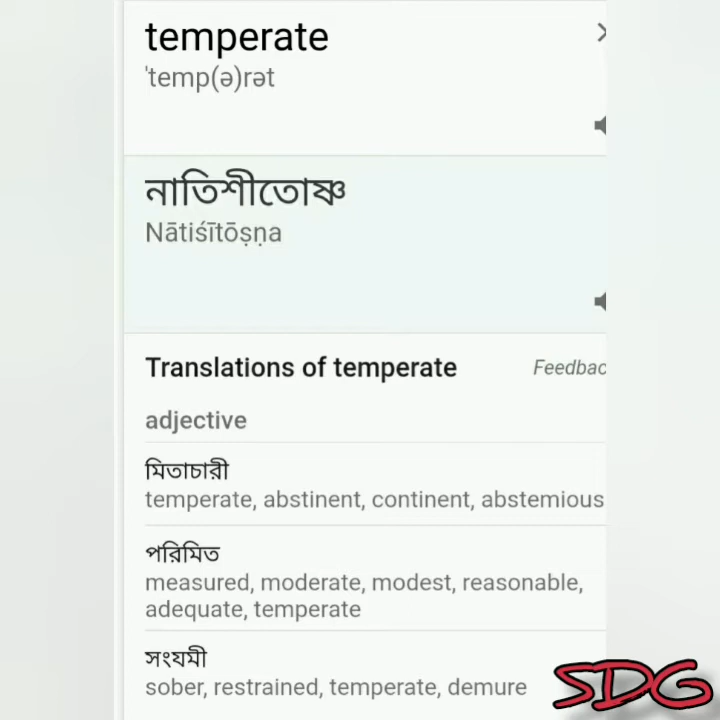 temperate
ˈtemp(ə)rət
নাতিশীতোষ্ণ
Nātiśītōṣṇa
Translations of temperate
Feedbac
adjective
মিতাচারী
temperate, abstinent, continent, abstemious
পরিমিত
measured, moderate, modest, reasonable,
adequate, temperate
সংযমী
sober, restrained, temperate, demure
SDG